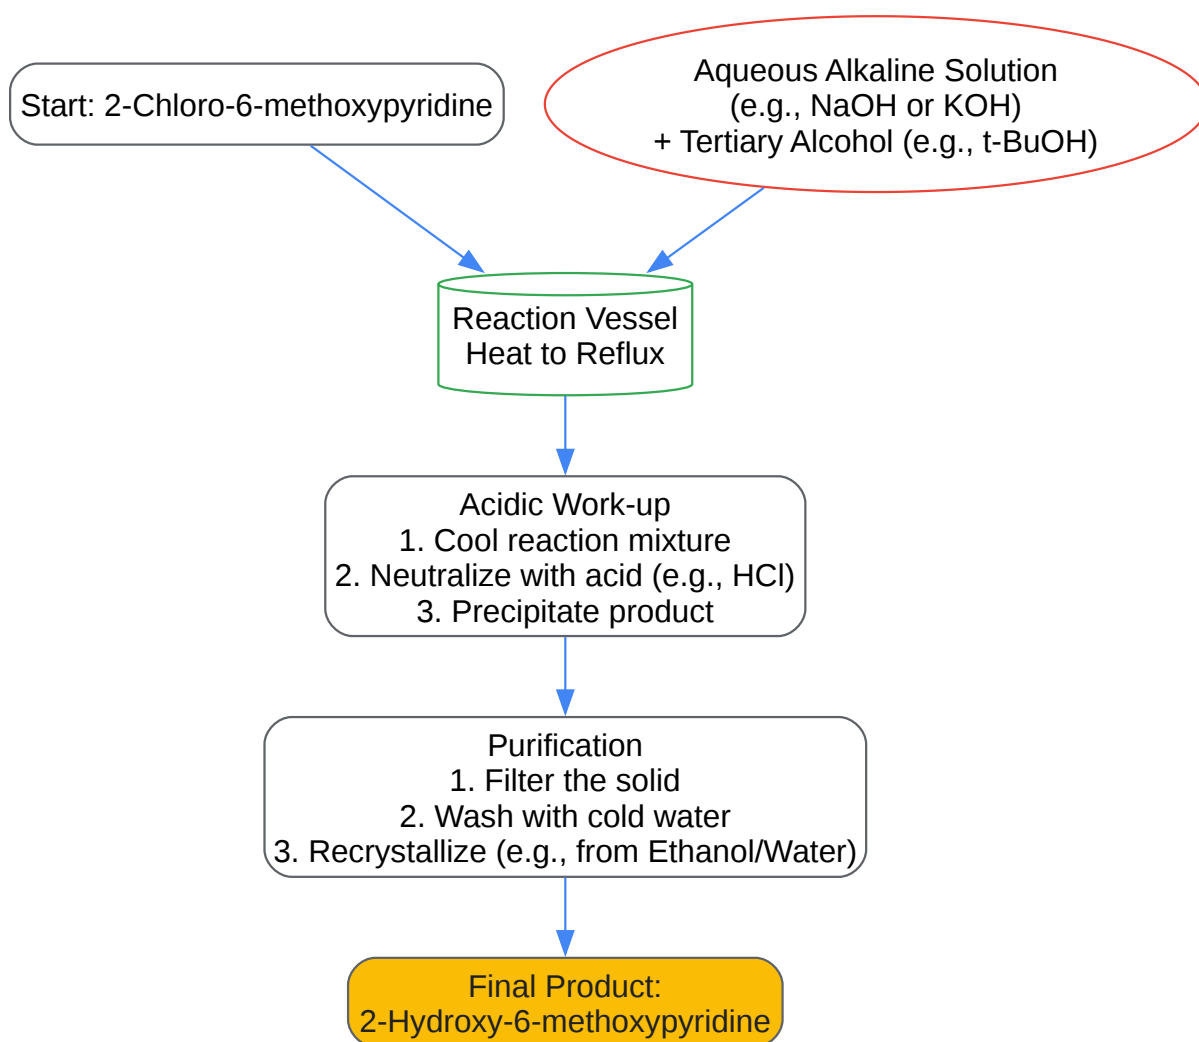 Start: 2-Chloro-6-methoxypyridine
Aqueous Alkaline Solution
(e.g., NaOH or KOH)
+ Tertiary Alcohol (e.g., t-BuOH)
Reaction Vessel
Heat to Reflux
Acidic Work-up
1. Cool reaction mixture
2. Neutralize with acid (e.g., HCl)
3. Precipitate product
Purification
1. Filter the solid
2. Wash with cold water
3. Recrystallize (e.g., from Ethanol/Water)
Final Product:
2-Hydroxy-6-methoxypyridine